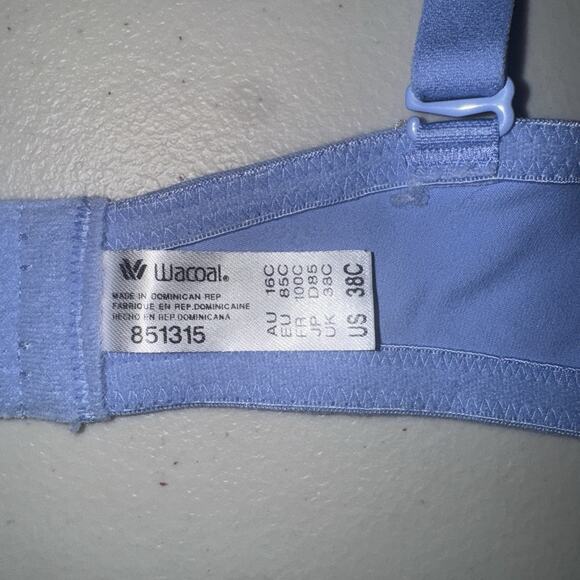 Wacoal®
MADE IN DOMINICAN REP
FABRIQUE EN REP.DOMINICAINE
HECHO EN REP.DOMINICANA
851315
AU 16C
EU 85C
FR 100C
JP D85
UK 38C
US 38C